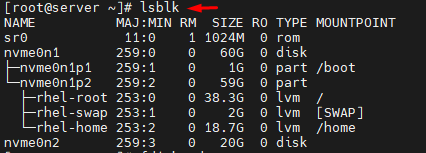 [root@server ~]# lsblk
NAME MAJ:MIN RM SIZE RO TYPE MOUNTPOINT
sr0 11:0 1 1024M 0 rom
nvme0n1 259:0 0 60G 0 disk
├─nvme0n1p1 259:1 0 1G 0 part /boot
└─nvme0n1p2 259:2 0 59G 0 part
├─rhel-root 253:0 0 38.3G 0 lvm /
├─rhel-swap 253:1 0 2G 0 lvm [SWAP]
└─rhel-home 253:2 0 18.7G 0 lvm /home
nvme0n2 259:3 0 20G 0 disk